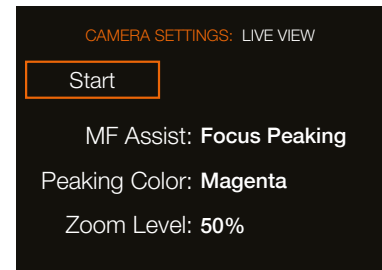 CAMERA SETTINGS: LIVE VIEW
Start
MF Assist: Focus Peaking
Peaking Color: Magenta
Zoom Level: 50%